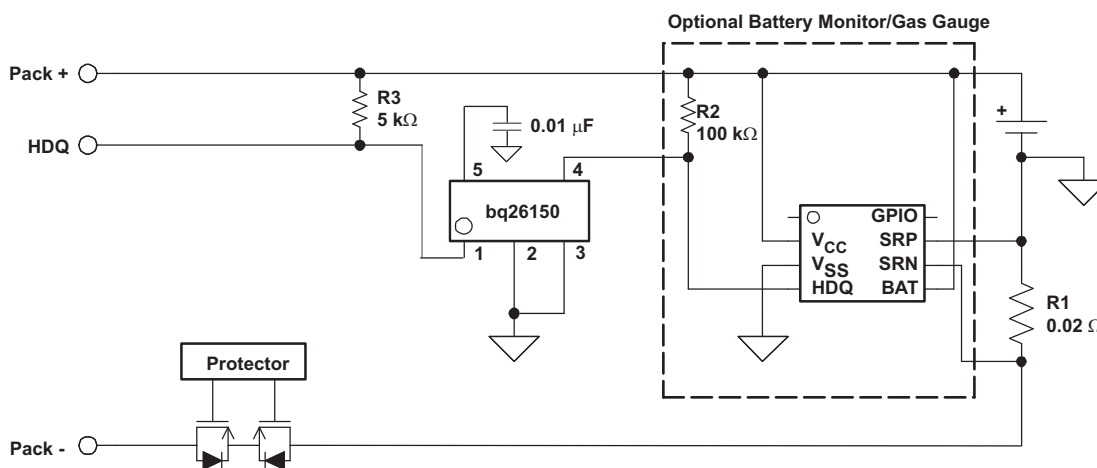 Optional Battery Monitor/Gas Gauge
Pack +
R3
5 kΩ
HDQ
0.01 μF
5
4
bq26150
1
2
3
R2
100 kΩ
+
GPIO
VCC
SRP
VSS
SRN
HDQ
BAT
R1
0.02 Ω
Protector
Pack -